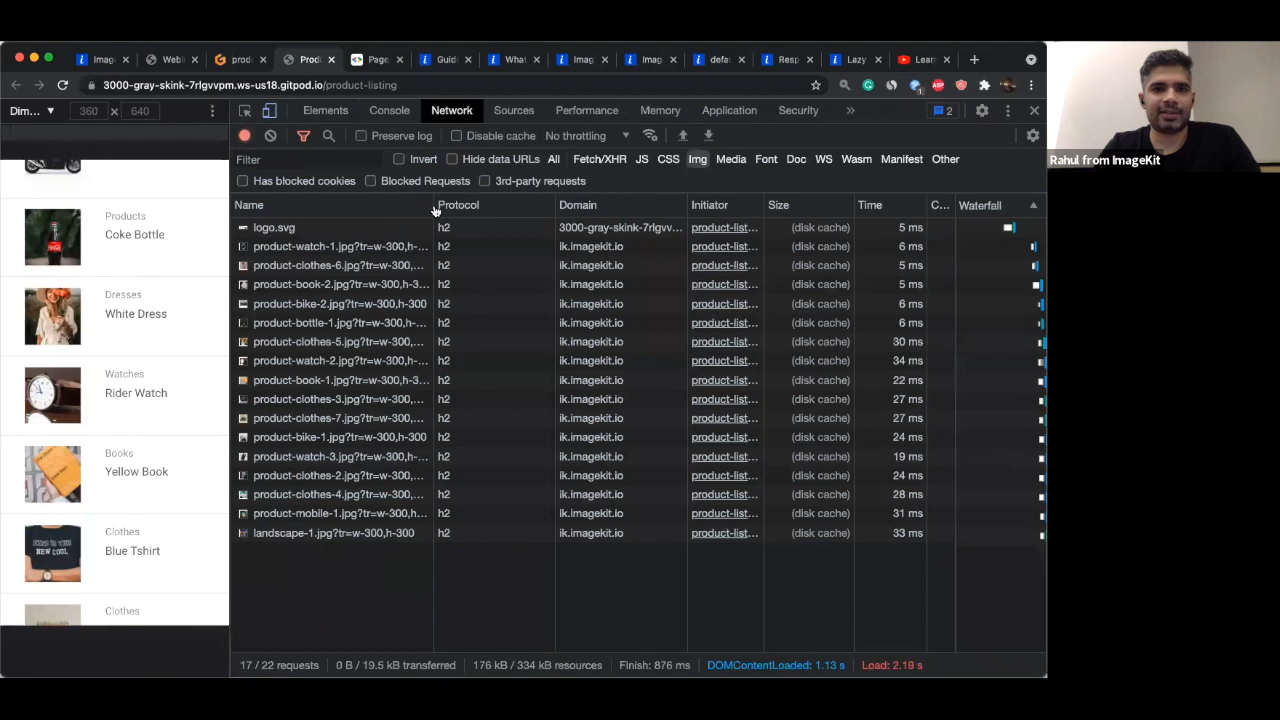 Imag
Webli
prod
Prod
Page
Guid
What
Imag
Imag
defau
Resp
Lazy
Learn
3000-gray-skink-7rlgvvpm.ws-us18.gitpod.io/product-listing
Dim... 360 × 640
Elements Console Network Sources Performance Memory Application Security » 2
Preserve log Disable cache No throttling
Filter Invert Hide data URLs All Fetch/XHR JS CSS Img Media Font Doc WS Wasm Manifest Other
Has blocked cookies Blocked Requests 3rd-party requests
Name Protocol Domain Initiator Size Time C... Waterfall
logo.svg h2 3000-gray-skink-7rlgvv... product-list... (disk cache) 5 ms
product-watch-1.jpg?tr=w-300,h-... h2 ik.imagekit.io product-list... (disk cache) 6 ms
product-clothes-6.jpg?tr=w-300,... h2 ik.imagekit.io product-list... (disk cache) 5 ms
product-book-2.jpg?tr=w-300,h-3... h2 ik.imagekit.io product-list... (disk cache) 5 ms
product-bike-2.jpg?tr=w-300,h-300 h2 ik.imagekit.io product-list... (disk cache) 6 ms
product-bottle-1.jpg?tr=w-300,h-... h2 ik.imagekit.io product-list... (disk cache) 6 ms
product-clothes-5.jpg?tr=w-300,... h2 ik.imagekit.io product-list... (disk cache) 30 ms
product-watch-2.jpg?tr=w-300,h-... h2 ik.imagekit.io product-list... (disk cache) 34 ms
product-book-1.jpg?tr=w-300,h-3... h2 ik.imagekit.io product-list... (disk cache) 22 ms
product-clothes-3.jpg?tr=w-300,... h2 ik.imagekit.io product-list... (disk cache) 27 ms
product-clothes-7.jpg?tr=w-300,... h2 ik.imagekit.io product-list... (disk cache) 27 ms
product-bike-1.jpg?tr=w-300,h-300 h2 ik.imagekit.io product-list... (disk cache) 24 ms
product-watch-3.jpg?tr=w-300,h-... h2 ik.imagekit.io product-list... (disk cache) 19 ms
product-clothes-2.jpg?tr=w-300,... h2 ik.imagekit.io product-list... (disk cache) 24 ms
product-clothes-4.jpg?tr=w-300,... h2 ik.imagekit.io product-list... (disk cache) 28 ms
product-mobile-1.jpg?tr=w-300,h... h2 ik.imagekit.io product-list... (disk cache) 31 ms
landscape-1.jpg?tr=w-300,h-300 h2 ik.imagekit.io product-list... (disk cache) 33 ms
17 / 22 requests 0 B / 19.5 kB transferred 176 kB / 334 kB resources Finish: 876 ms DOMContentLoaded: 1.13 s Load: 2.19 s
Products
Coke Bottle
Dresses
White Dress
Watches
Rider Watch
Books
Yellow Book
Clothes
Blue Tshirt
Clothes
Rahul from ImageKit